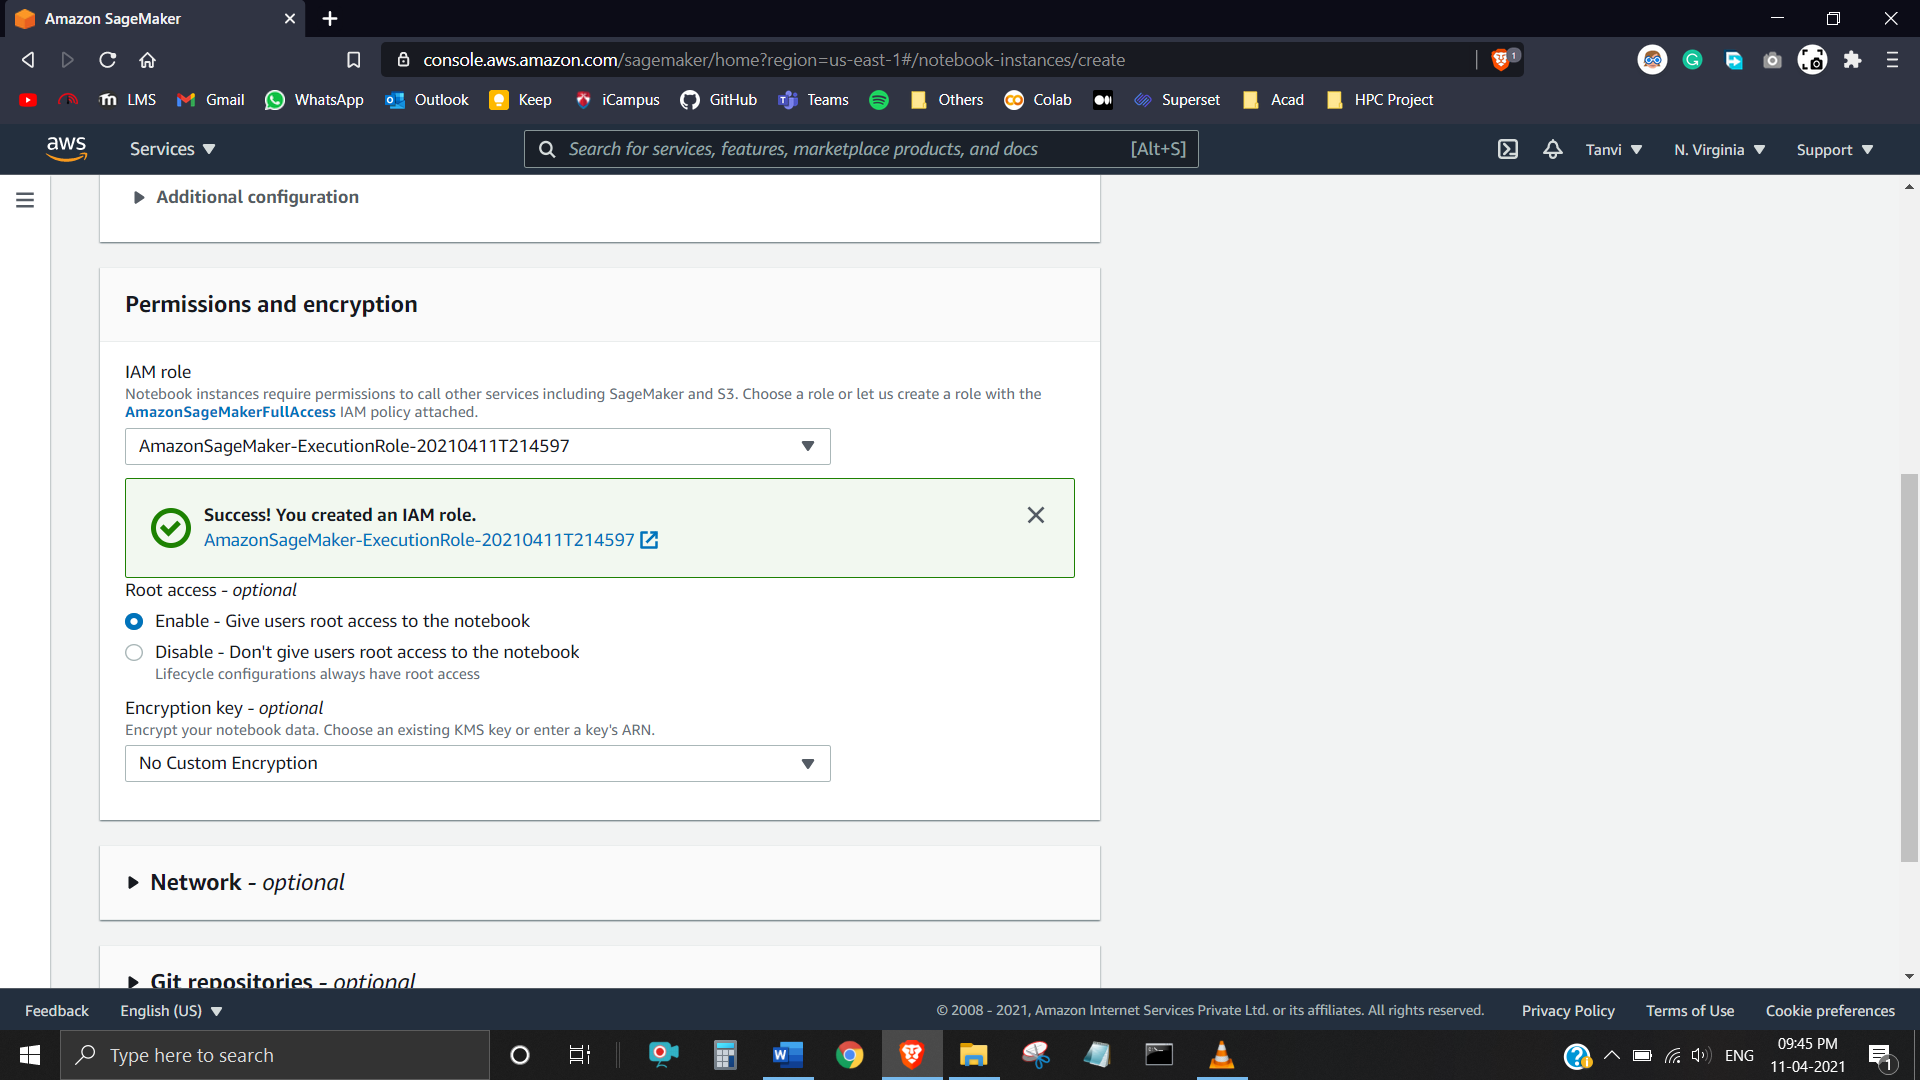 Amazon SageMaker
console.aws.amazon.com/sagemaker/home?region=us-east-1#/notebook-instances/create
1
LMS Gmail WhatsApp Outlook Keep iCampus GitHub Teams Others Colab Superset Acad HPC Project
aws Services Search for services, features, marketplace products, and docs [Alt+S] Tanvi N. Virginia Support
Additional configuration
Permissions and encryption
IAM role
Notebook instances require permissions to call other services including SageMaker and S3. Choose a role or let us create a role with the
AmazonSageMakerFullAccess IAM policy attached.
AmazonSageMaker-ExecutionRole-20210411T214597
Success! You created an IAM role.
AmazonSageMaker-ExecutionRole-20210411T214597
Root access - optional
Enable - Give users root access to the notebook
Disable - Don't give users root access to the notebook
Lifecycle configurations always have root access
Encryption key - optional
Encrypt your notebook data. Choose an existing KMS key or enter a key's ARN.
No Custom Encryption
Network - optional
Git repositories - optional
Feedback English (US) © 2008 - 2021, Amazon Internet Services Private Ltd. or its affiliates. All rights reserved. Privacy Policy Terms of Use Cookie preferences
Type here to search
ENG
09:45 PM
11-04-2021
1